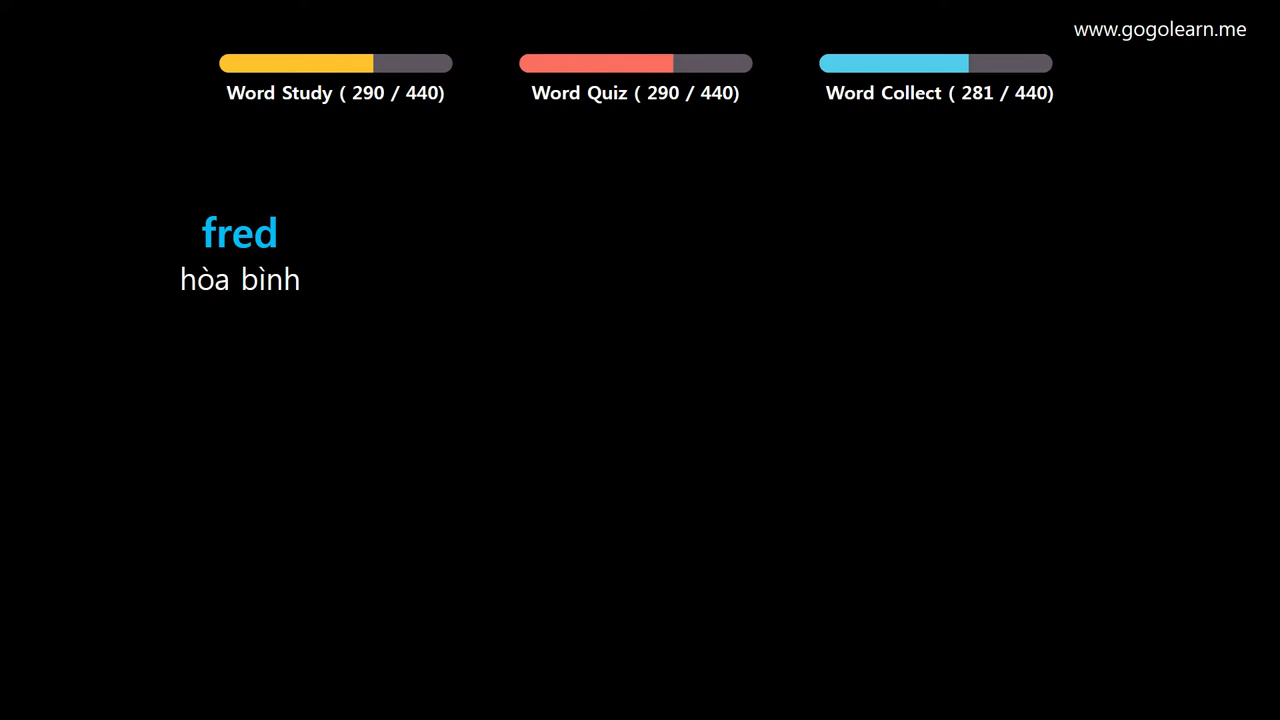 www.gogolearn.me
Word Study ( 290 / 440)
Word Quiz ( 290 / 440)
Word Collect ( 281 / 440)
fred
hòa bình